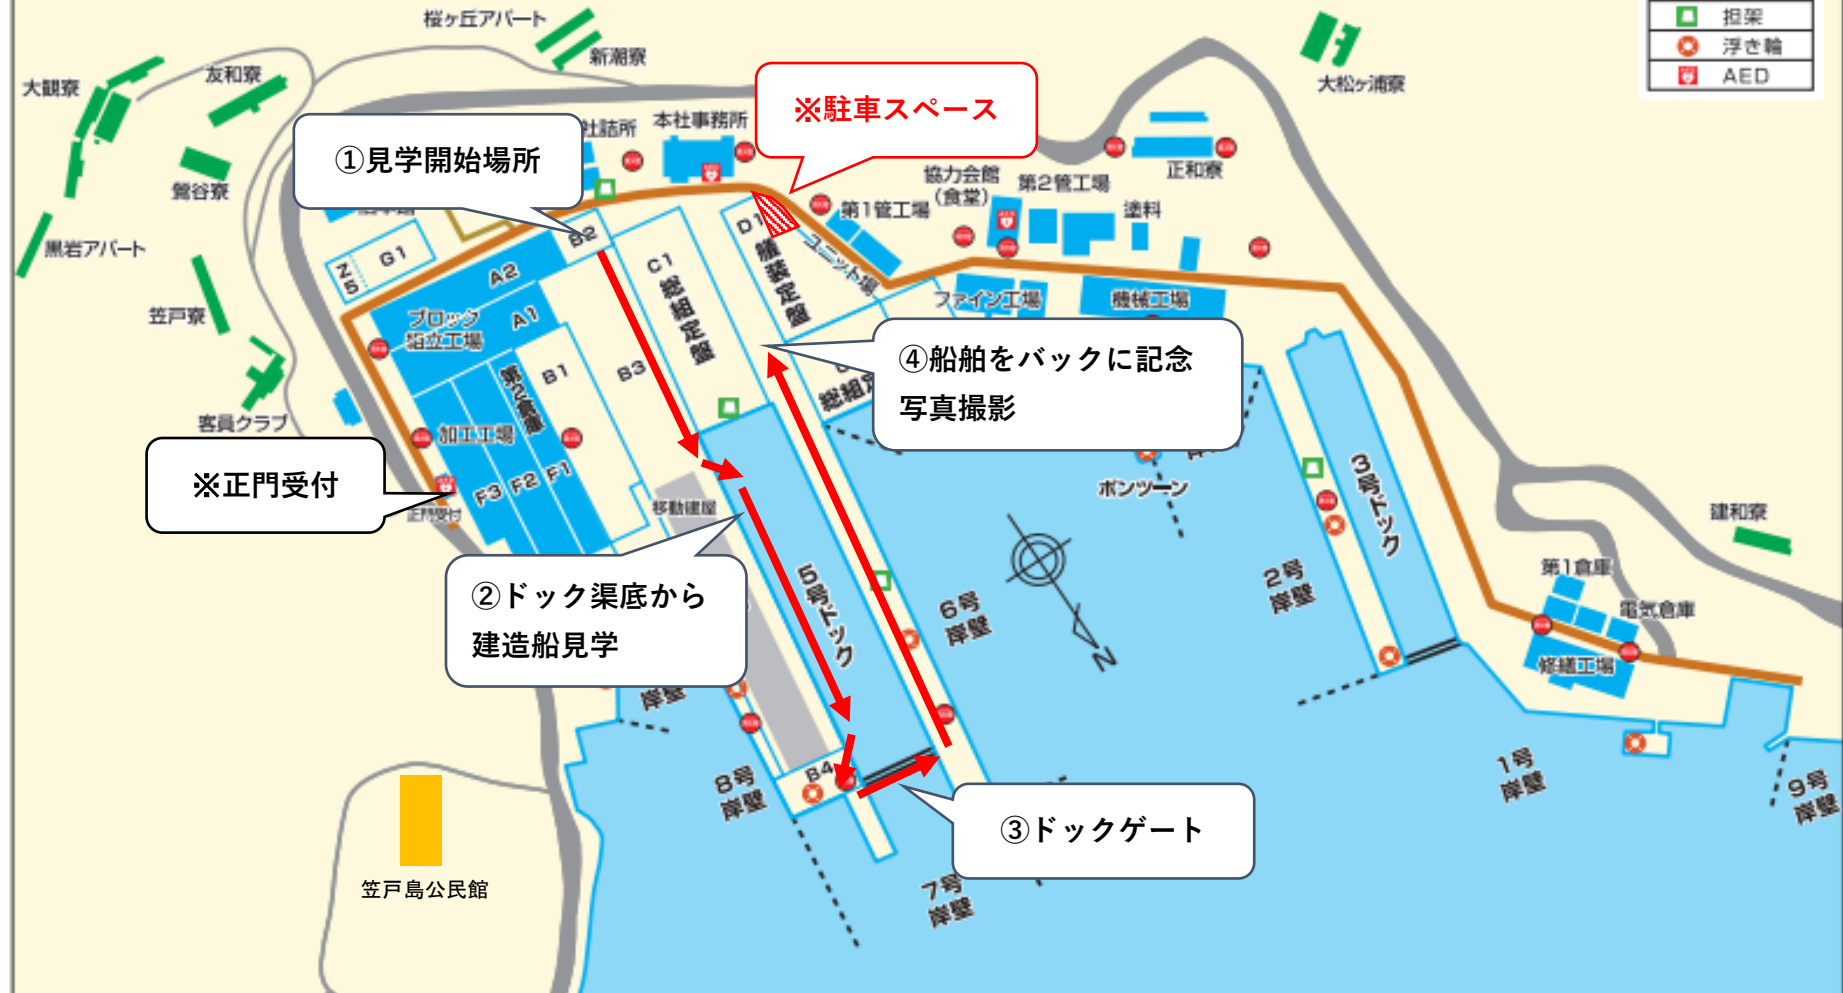 桜ヶ丘アパート
新潮寮
大観寮
友和寮
鶯谷寮
黒岩アパート
笠戸寮
客員クラブ
大松ヶ浦寮
担架
浮き輪
AED
※駐車スペース
①見学開始場所
社詰所
本社事務所
協力会館
(食堂)
第2管工場
正和寮
第1管工場
塗料
ユニット場
ファイン工場
機械工場
B2
G1
Z5
A2
A1
ブロック
組立工場
C1
総組定盤
D1
艤装定盤
B3
B1
第2倉庫
加工工場
F3
F2
F1
総組定
④船舶をバックに記念
写真撮影
※正門受付
正門受付
移動建屋
②ドック渠底から
建造船見学
5号ドック
6号
岸壁
ポンツーン
N
2号
岸壁
3号ドック
建和寮
第1倉庫
電気倉庫
修繕工場
岸壁
B4
8号
岸壁
③ドックゲート
7号
岸壁
1号
岸壁
9号
岸壁
笠戸島公民館